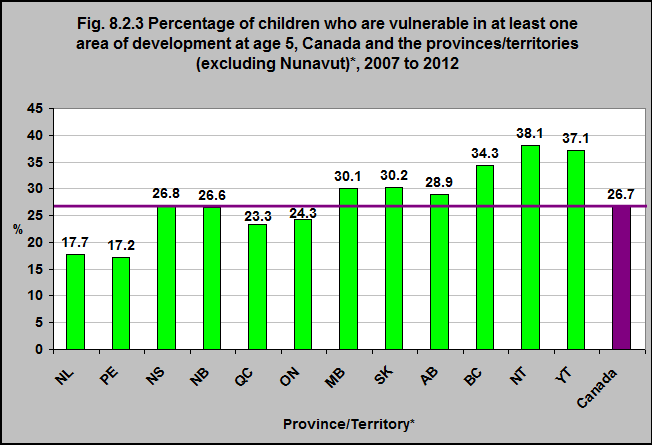 Fig. 8.2.3 Percentage of children who are vulnerable in at least one
area of development at age 5, Canada and the provinces/territories
(excluding Nunavut)*, 2007 to 2012
45
40
35
30
25
20
15
10
5
0
%
17.7
17.2
26.8
26.6
23.3
24.3
30.1
30.2
28.9
34.3
38.1
37.1
26.7
NL
PE
NS
NB
QC
ON
MB
SK
AB
BC
NT
YT
Canada
Province/Territory*